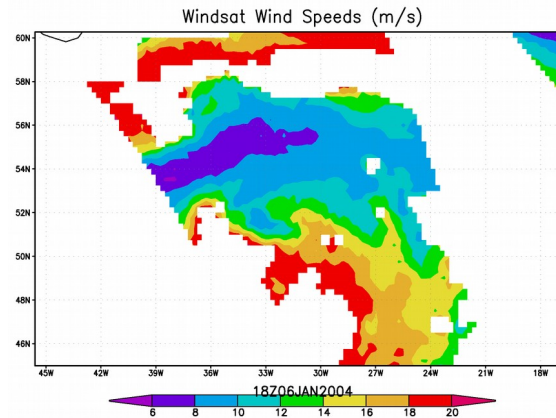 Windsat Wind Speeds (m/s)
60N
58N
56N
54N
52N
50N
48N
46N
45W 42W 39W 36W 33W 30W 27W 24W 21W 18W
18Z06JAN2004
6 8 10 12 14 16 18 20